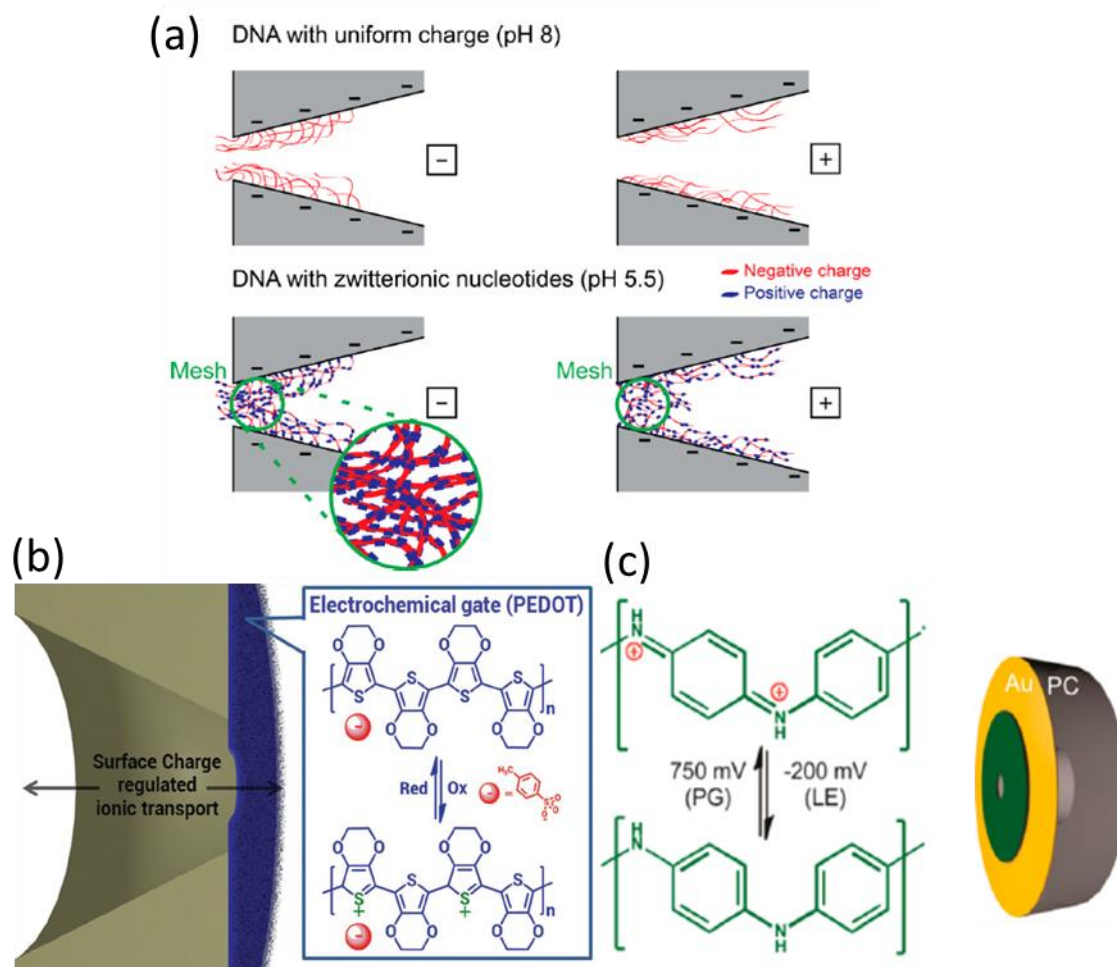 (a)
DNA with uniform charge (pH 8)
− − − −
− − − −
−
+
− − − −
− − − −
DNA with zwitterionic nucleotides (pH 5.5)
Negative charge
Positive charge
Mesh
Mesh
− − − −
− − −
−
+
− − − −
− − − −
(b)
Surface Charge
regulated
ionic transport
Electrochemical gate (PEDOT)
O O O O
S S S S
O O O O
n
−
Red Ox
− = H₃C S O O O
O O O O
S+ S S+ S
O O O O
n
−
(c)
H N + N H +
750 mV
(PG)
-200 mV
(LE)
H N N H
Au PC